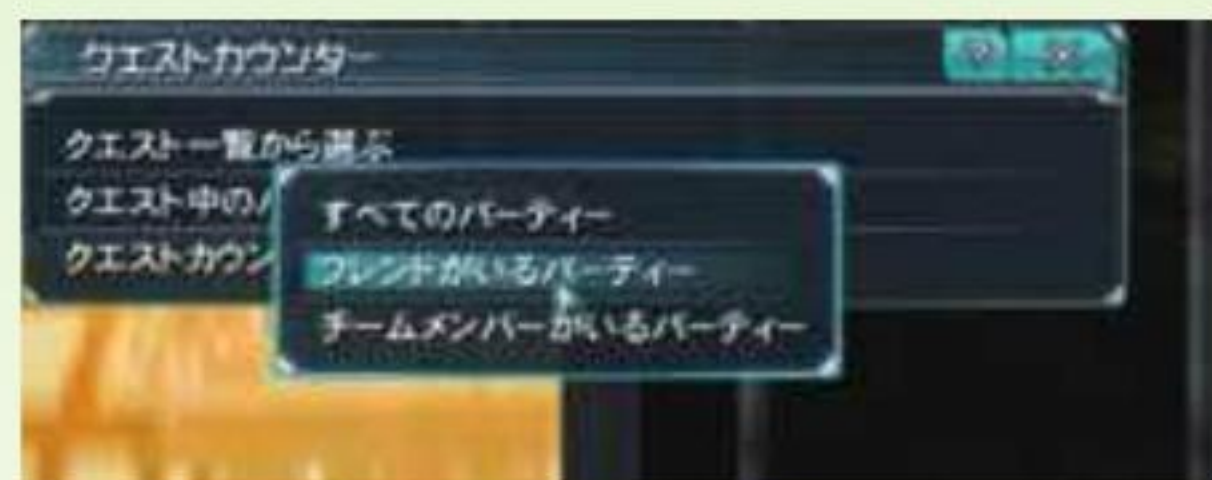 クエストカウンター
クエスト一覧から選ぶ
クエスト中の
クエストカウン
すべてのパーティー
フレンドがいるパーティー
チームメンバーがいるパーティー